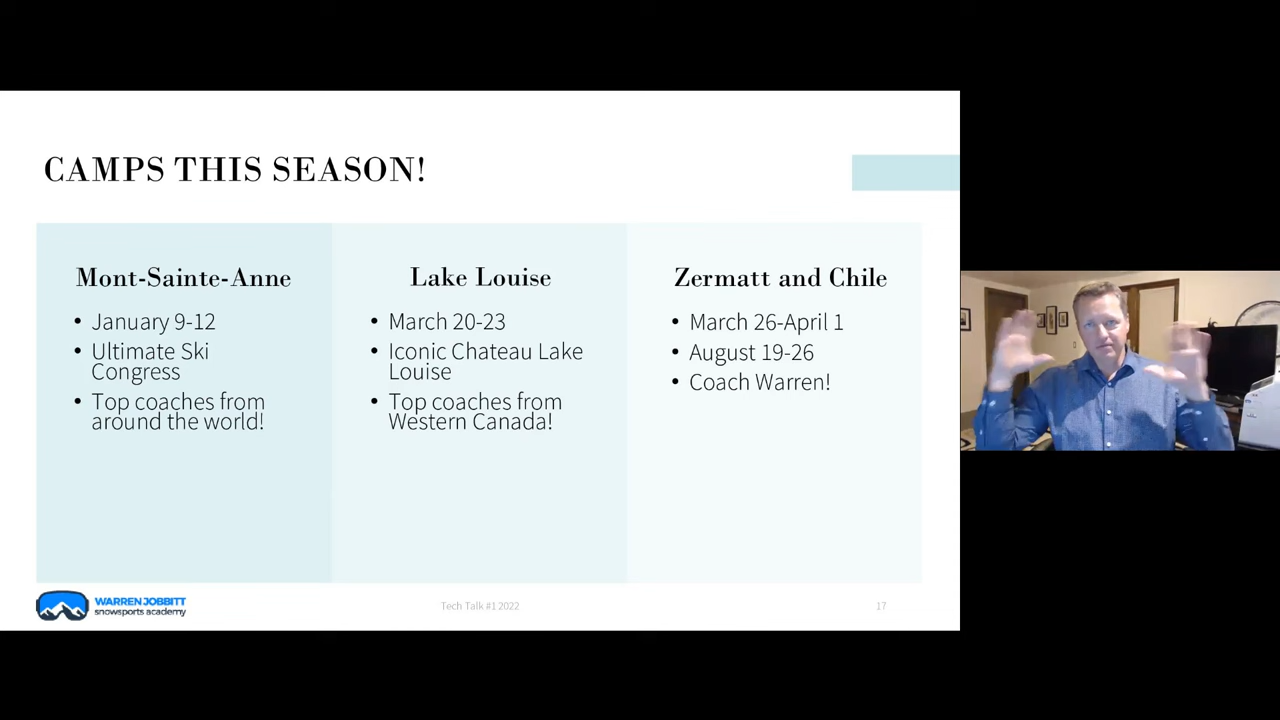 CAMPS THIS SEASON!
Mont-Sainte-Anne
• January 9-12
• Ultimate Ski
Congress
• Top coaches from
around the world!
Lake Louise
• March 20-23
• Iconic Chateau Lake
Louise
• Top coaches from
Western Canada!
Zermatt and Chile
• March 26-April 1
• August 19-26
• Coach Warren!
WARREN JOBBITT
snowsports academy
Tech Talk #1 2022
17